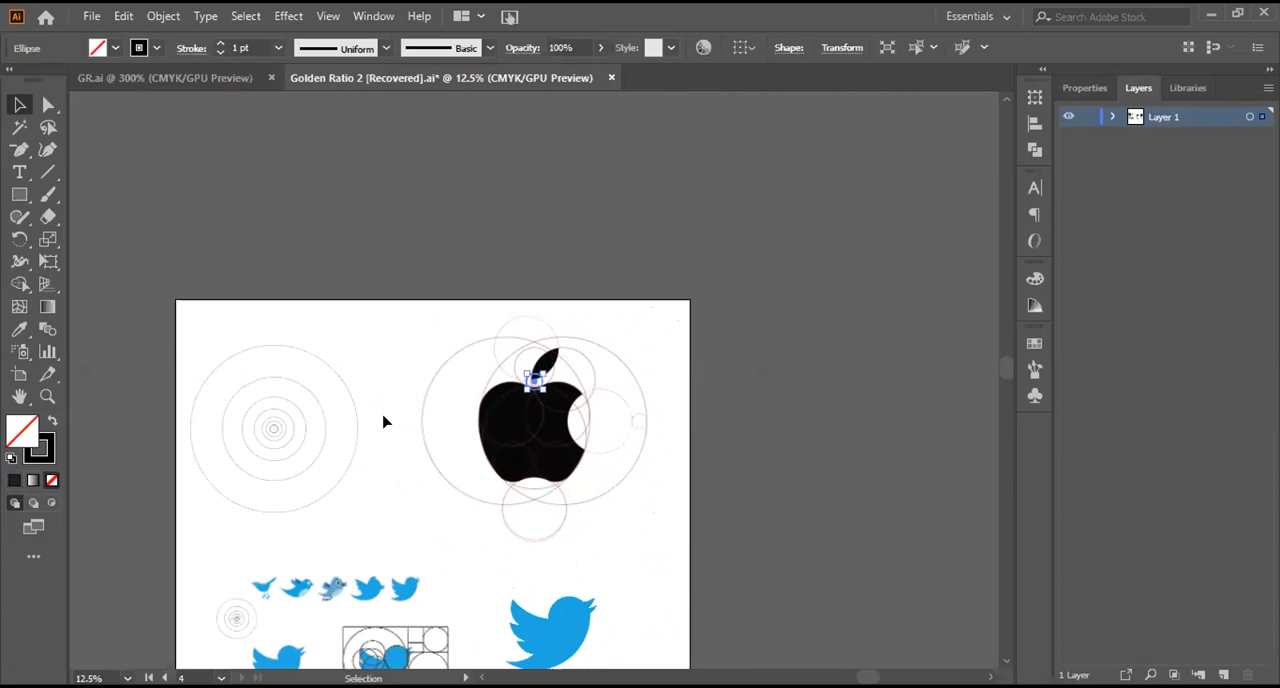 Ai File Edit Object Type Select Effect View Window Help Essentials Search Adobe Stock
Ellipse Stroke: 1 pt Uniform Basic Opacity: 100% Style: Shape: Transform
GR.ai @ 300% (CMYK/GPU Preview) Golden Ratio 2 [Recovered].ai* @ 12.5% (CMYK/GPU Preview)
Properties Layers Libraries
Layer 1
1 Layer
12.5% 4 Selection